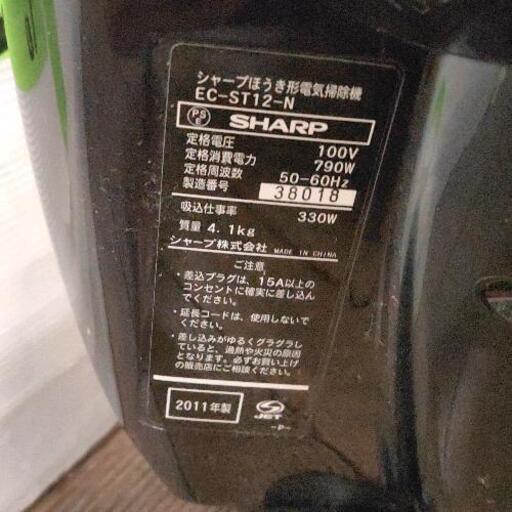 シャープほうき形電気掃除機
EC-ST12-N
PS E SHARP
定格電圧 100V
定格消費電力 790W
定格周波数 50-60Hz
製造番号 38018
吸込仕事率 330W
質量 4.1kg
シャープ株式会社 MADE IN CHINA
ご注意
・差込プラグは、15A以上の
コンセントに確実に差し込ん
でください。
・延長コードは、使用しないで
ください。
・差し込みがゆるくグラグラし
ていると、過熱や火災の原因
となります。必ずお買い上げ
の販売店にご相談ください。
2011年製
JET
-P-